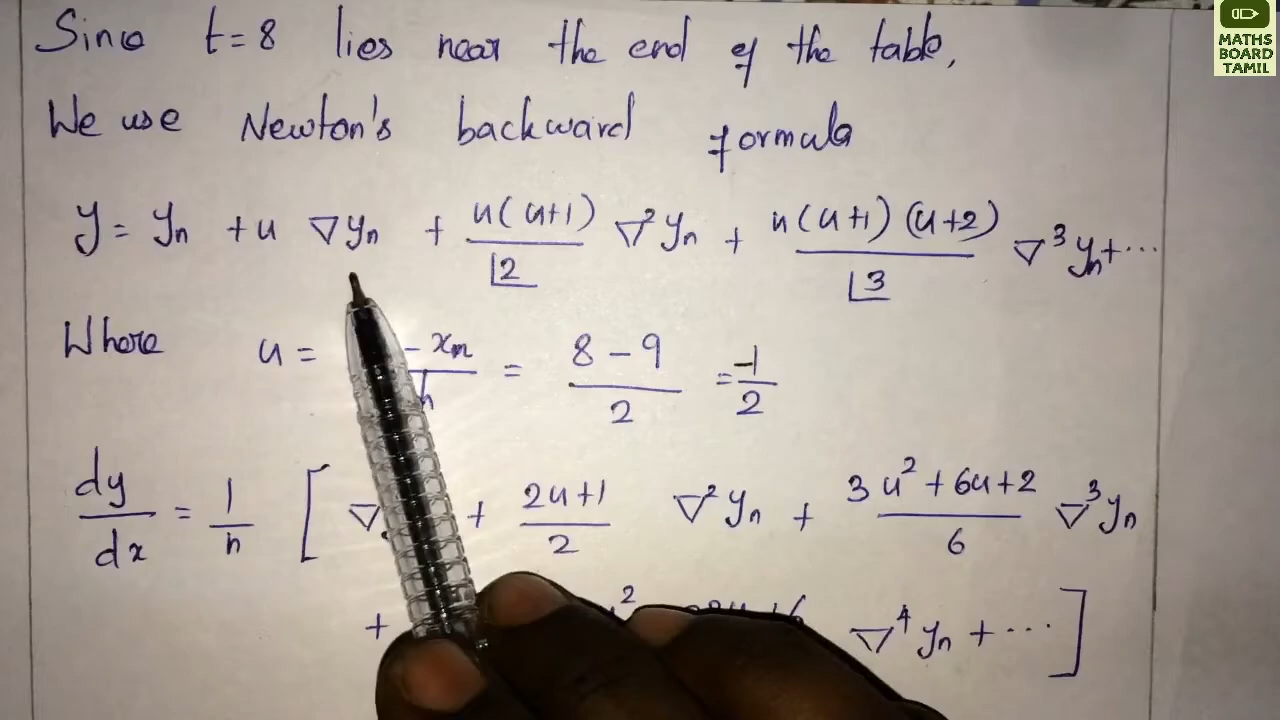 Since t=8 lies near the end of the table,
We use Newton's backward formula
y = yn + u ∇yn + u(u+1)/⌊2 ∇²yn + u(u+1)(u+2)/⌊3 ∇³yn + ...
Where u = - xn/h = 8-9/2 = -1/2
dy/dx = 1/h [ ∇ + 2u+1/2 ∇²yn + 3u²+6u+2/6 ∇³yn
+ ∇⁴yn + ... ]
MATHS
BOARD
TAMIL